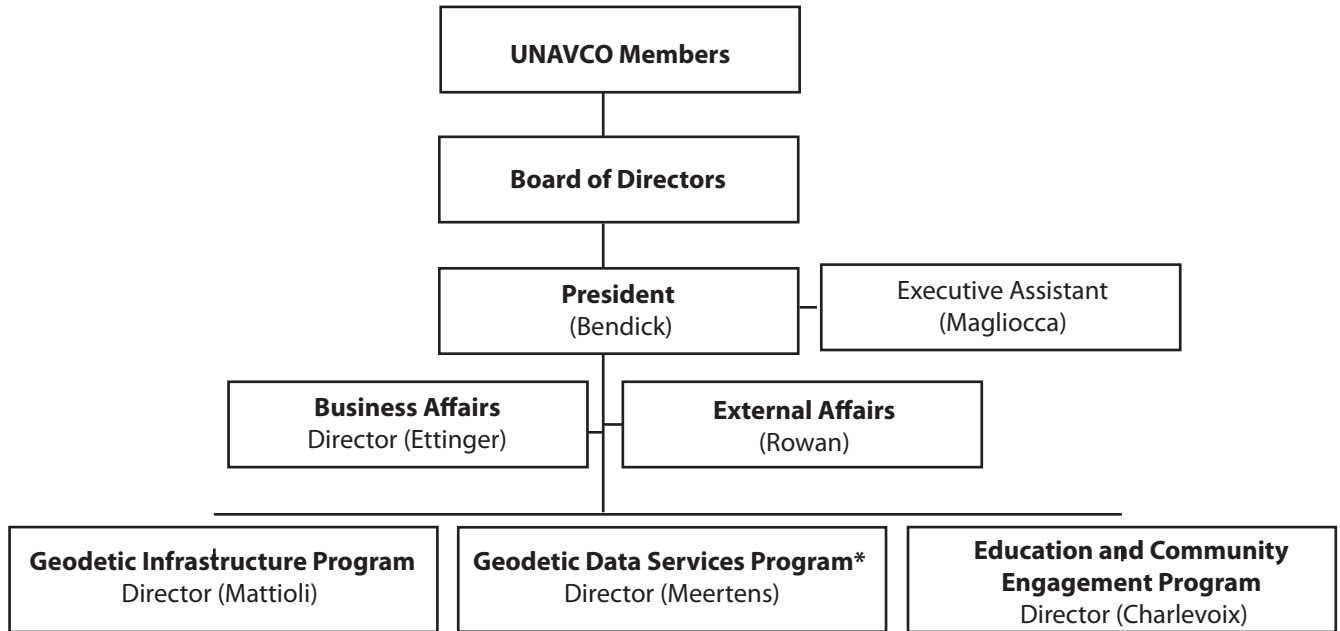 UNAVCO Members
Board of Directors
President
(Bendick)
Executive Assistant
(Magliocca)
Business Affairs
Director (Ettinger)
External Affairs
(Rowan)
Geodetic Infrastructure Program
Director (Mattioli)
Geodetic Data Services Program*
Director (Meertens)
Education and Community
Engagement Program
Director (Charlevoix)